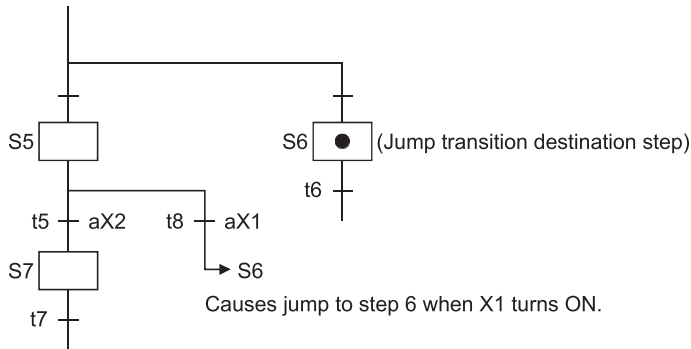 S5
S6
(Jump transition destination step)
t6
t5
aX2
t8
aX1
S7
S6
Causes jump to step 6 when X1 turns ON.
t7